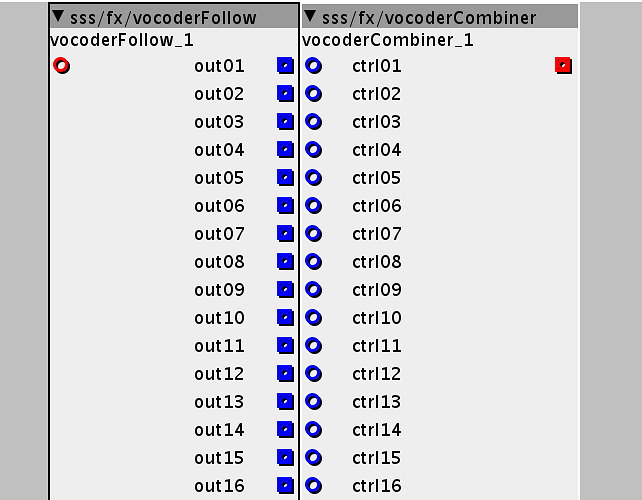 sss/fx/vocoderFollow
vocoderFollow_1
out01
out02
out03
out04
out05
out06
out07
out08
out09
out10
out11
out12
out13
out14
out15
out16
sss/fx/vocoderCombiner
vocoderCombiner_1
ctrl01
ctrl02
ctrl03
ctrl04
ctrl05
ctrl06
ctrl07
ctrl08
ctrl09
ctrl10
ctrl11
ctrl12
ctrl13
ctrl14
ctrl15
ctrl16